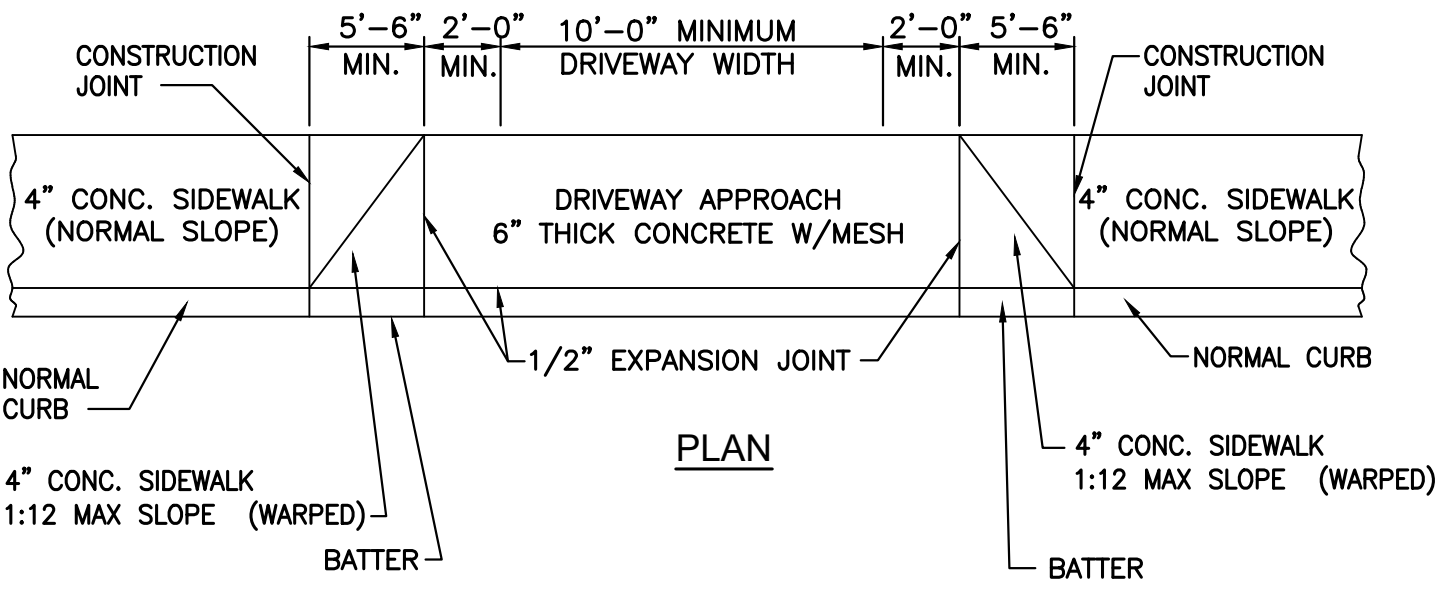 5'-6" 2'-0" 10'-0" MINIMUM 2'-0" 5'-6"
MIN. MIN. DRIVEWAY WIDTH MIN. MIN.
CONSTRUCTION
JOINT
CONSTRUCTION
JOINT
4" CONC. SIDEWALK
(NORMAL SLOPE)
DRIVEWAY APPROACH
6" THICK CONCRETE W/MESH
4" CONC. SIDEWALK
(NORMAL SLOPE)
1/2" EXPANSION JOINT
NORMAL CURB
NORMAL
CURB
PLAN
4" CONC. SIDEWALK
1:12 MAX SLOPE (WARPED)
4" CONC. SIDEWALK
1:12 MAX SLOPE (WARPED)
BATTER
BATTER